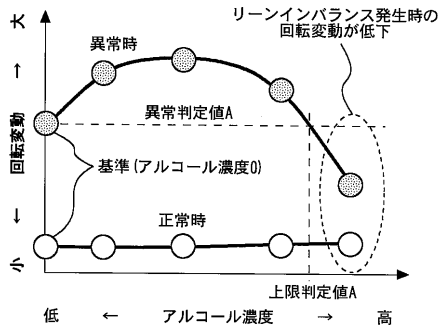 リーンインバランス発生時の
回転変動が低下
異常時
異常判定値A
基準(アルコール濃度0)
正常時
大
↑
回転変動
↓
小
上限判定値A
低 ← アルコール濃度 → 高